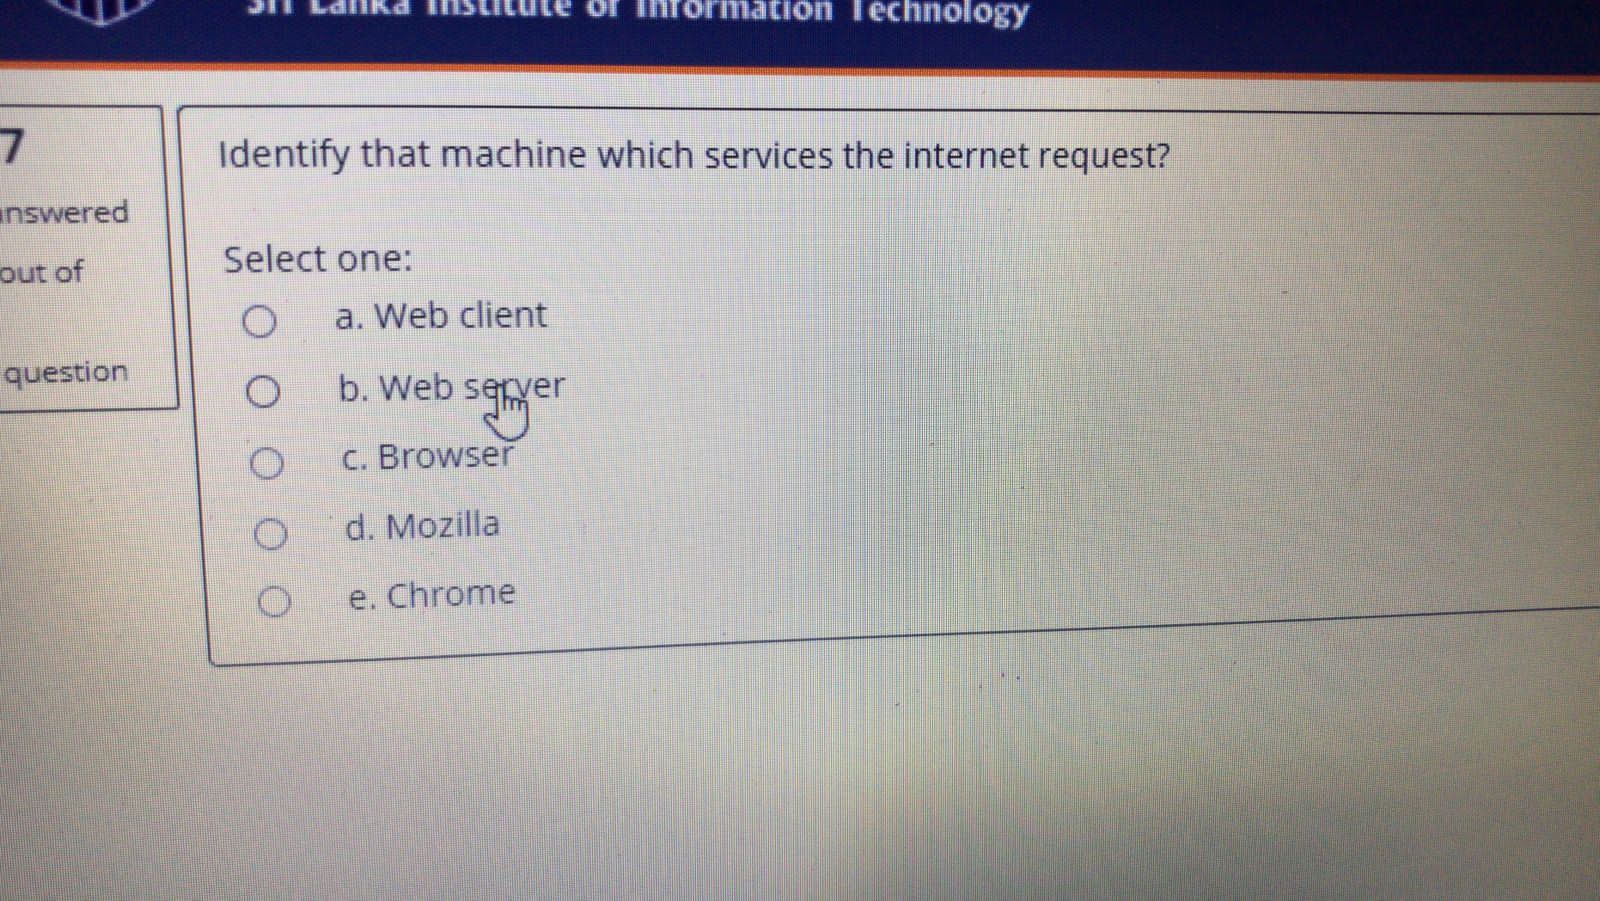 Sri Lanka Institute of Information Technology
7
nswered
out of
question
Identify that machine which services the internet request?
Select one:
a. Web client
b. Web server
c. Browser
d. Mozilla
e. Chrome